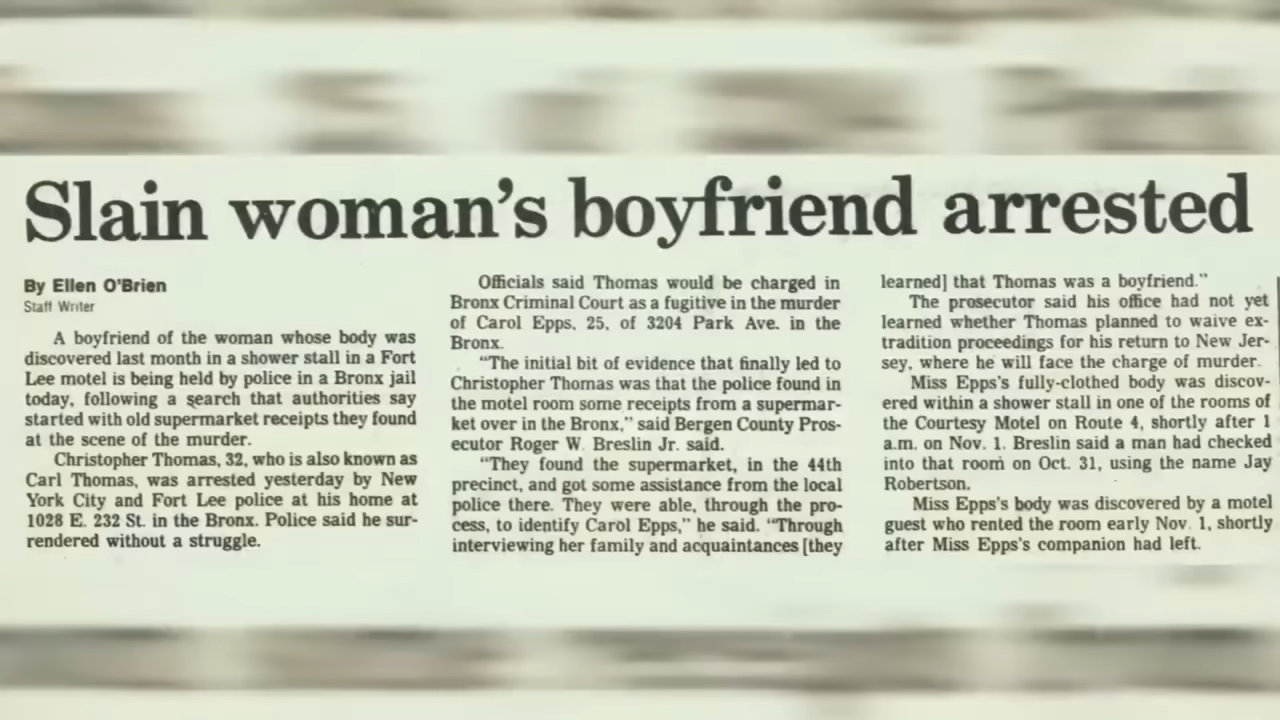 Slain woman's boyfriend arrested
By Ellen O'Brien
Staff Writer
A boyfriend of the woman whose body was
discovered last month in a shower stall in a Fort
Lee motel is being held by police in a Bronx jail
today, following a search that authorities say
started with old supermarket receipts they found
at the scene of the murder.
Christopher Thomas, 32, who is also known as
Carl Thomas, was arrested yesterday by New
York City and Fort Lee police at his home at
1028 E. 232 St. in the Bronx. Police said he sur-
rendered without a struggle.
Officials said Thomas would be charged in
Bronx Criminal Court as a fugitive in the murder
of Carol Epps, 25, of 3204 Park Ave. in the
Bronx.
"The initial bit of evidence that finally led to
Christopher Thomas was that the police found in
the motel room some receipts from a supermar-
ket over in the Bronx," said Bergen County Pros-
ecutor Roger W. Breslin Jr. said.
"They found the supermarket, in the 44th
precinct, and got some assistance from the local
police there. They were able, through the pro-
cess, to identify Carol Epps," he said. "Through
interviewing her family and acquaintances [they
learned] that Thomas was a boyfriend."
The prosecutor said his office had not yet
learned whether Thomas planned to waive ex-
tradition proceedings for his return to New Jer-
sey, where he will face the charge of murder.
Miss Epps's fully-clothed body was discov-
ered within a shower stall in one of the rooms of
the Courtesy Motel on Route 4, shortly after 1
a.m. on Nov. 1. Breslin said a man had checked
into that room on Oct. 31, using the name Jay
Robertson.
Miss Epps's body was discovered by a motel
guest who rented the room early Nov. 1, shortly
after Miss Epps's companion had left.